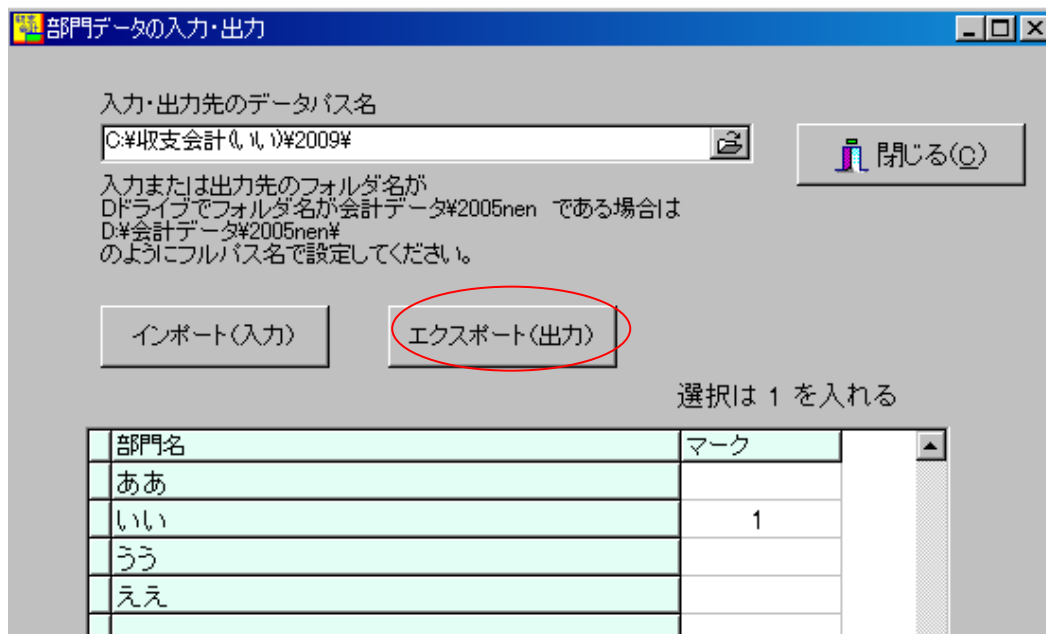 部門データの入力・出力
入力・出力先のデータパス名
C:¥収支会計(いい)¥2009¥
閉じる(C)
入力または出力先のフォルダ名が
Dドライブでフォルダ名が会計データ¥2005nen である場合は
D:¥会計データ¥2005nen¥
のようにフルパス名で設定してください。
インポート(入力)
エクスポート(出力)
選択は 1 を入れる
部門名 マーク
ああ
いい 1
うう
ええ